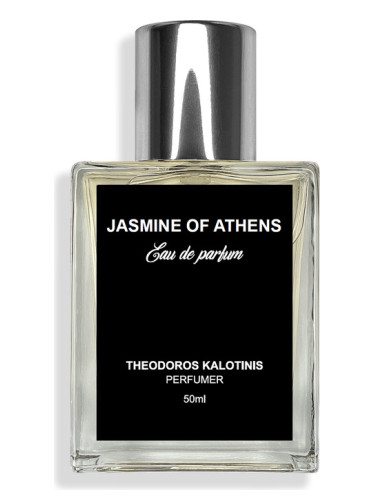 JASMINE OF ATHENS
Eau de parfum
THEODOROS KALOTINIS
PERFUMER
50ml